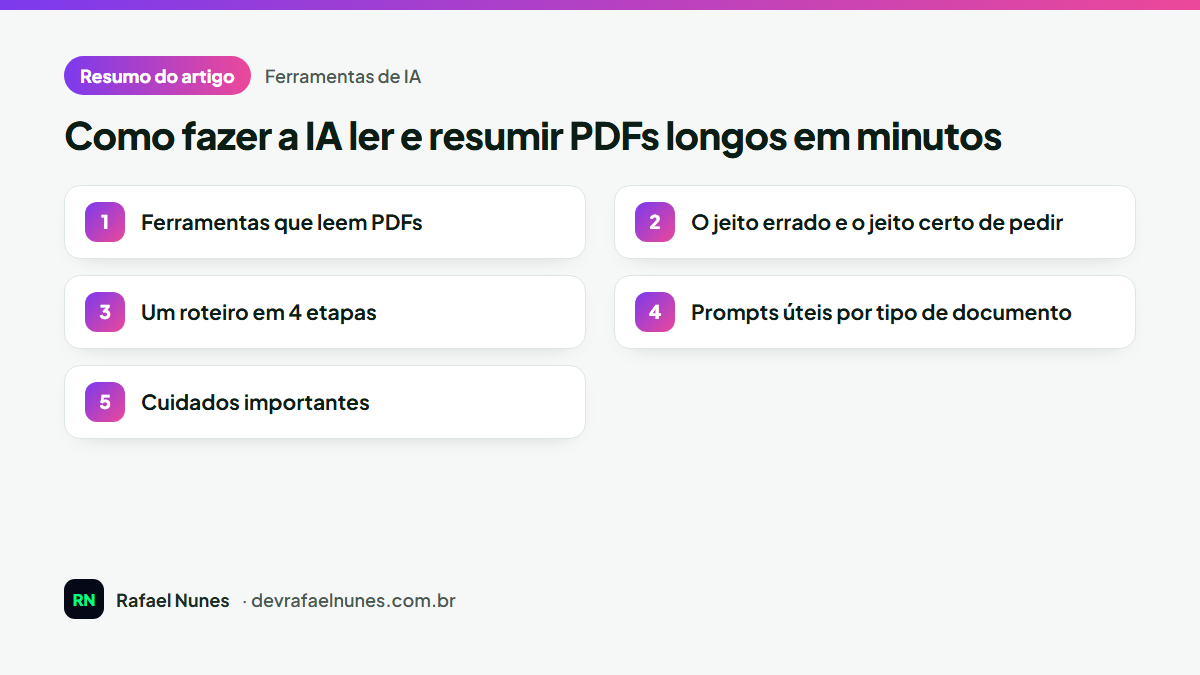 Resumo do artigo
Ferramentas de IA
Como fazer a IA ler e resumir PDFs longos em minutos
1 Ferramentas que leem PDFs
2 O jeito errado e o jeito certo de pedir
3 Um roteiro em 4 etapas
4 Prompts úteis por tipo de documento
5 Cuidados importantes
RN Rafael Nunes · devrafaelnunes.com.br